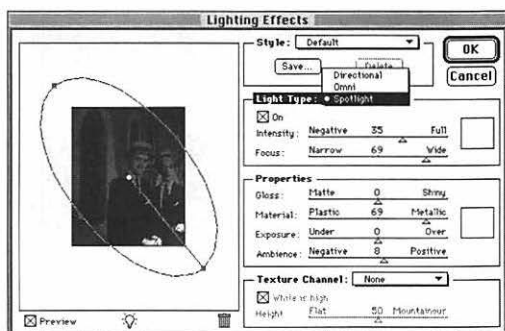 Lighting Effects
Style: Default
OK
Save... Delete
Cancel
Directional
Omni
Light Type: Spotlight
On
Intensity: Negative 35 Full
Focus: Narrow 69 Wide
Properties
Gloss: Matte 0 Shiny
Material: Plastic 69 Metallic
Exposure: Under 0 Over
Ambience: Negative 8 Positive
Texture Channel: None
White is high
Height Flat 50 Mountainour
Preview